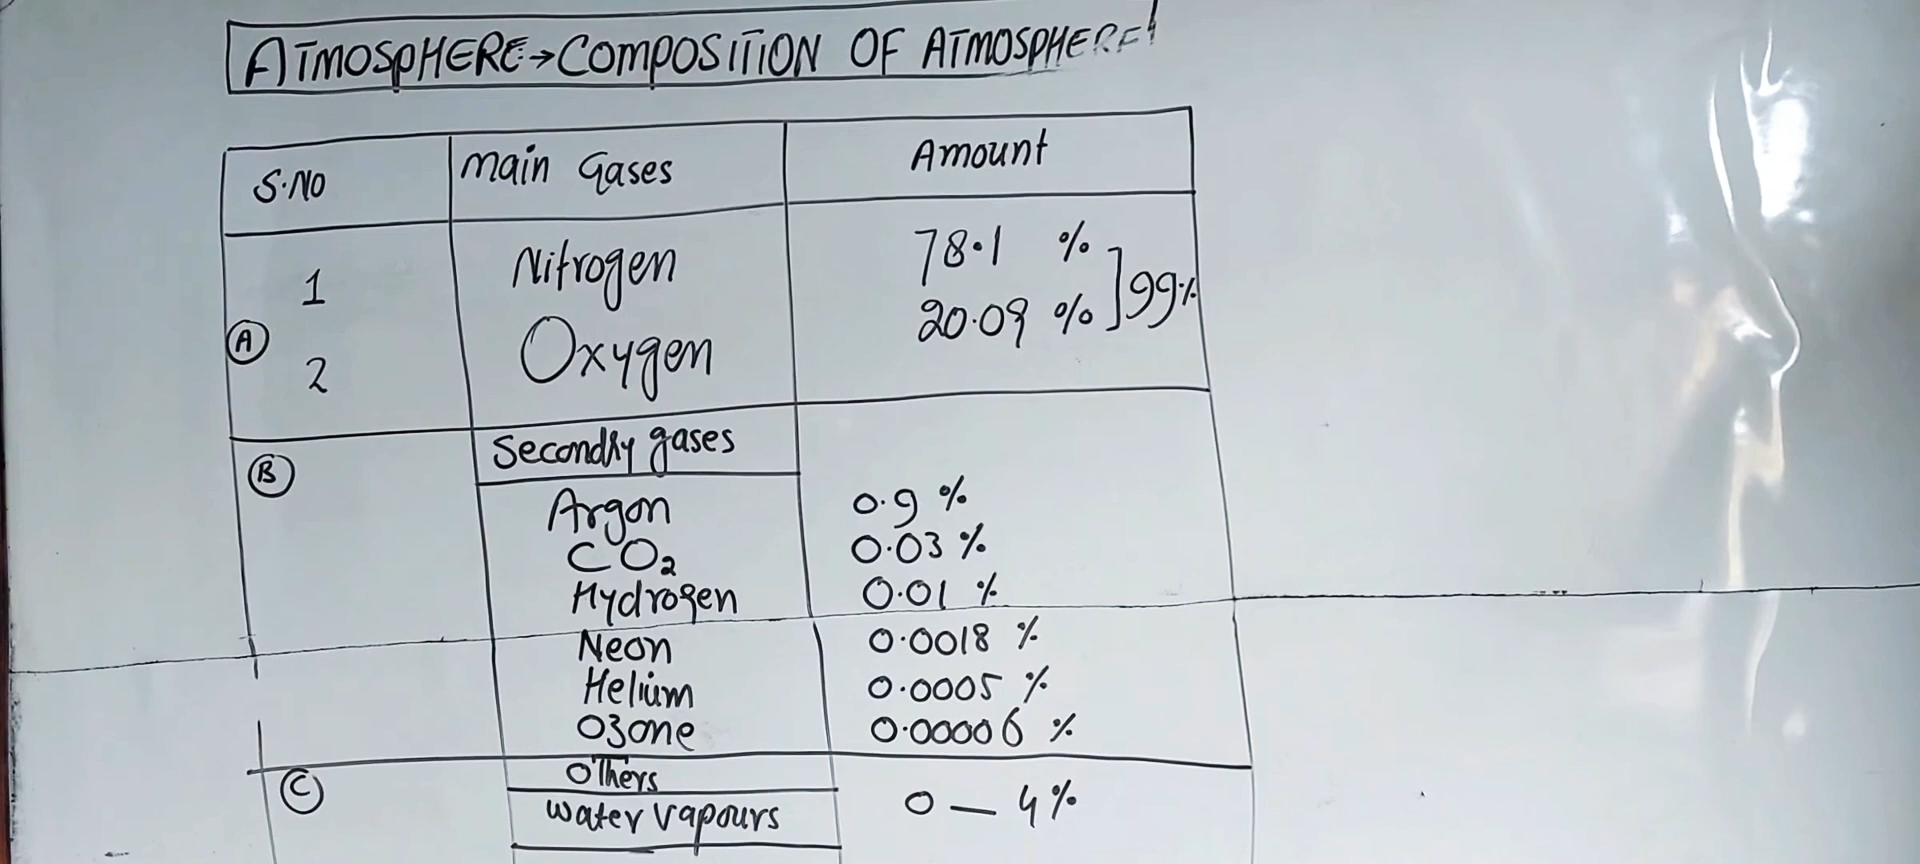 ATMOSPHERE→COMPOSITION OF ATMOSPHERE
S.NO Main Gases Amount
1 Nitrogen 78.1 %
(A) 99%
2 Oxygen 20.09 %
(B) Secondry gases
Argon 0.9 %
CO₂ 0.03 %
Hydrogen 0.01 %
Neon 0.0018 %
Helium 0.0005 %
Ozone 0.00006 %
(C) Others
Water vapours 0 — 4%